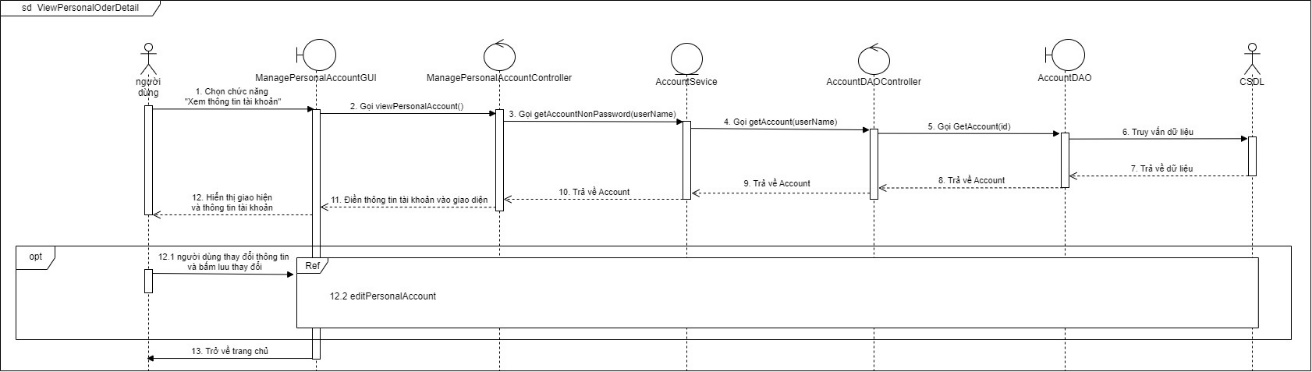 sd ViewPersonalOderDetail
người
dùng
ManagePersonalAccountGUI
ManagePersonalAccountController
AccountSevice
AccountDAOController
AccountDAO
CSDL
1. Chọn chức năng
"Xem thông tin tài khoản"
2. Gọi viewPersonalAccount()
3. Gọi getAccountNonPassword(userName)
4. Gọi getAccount(userName)
5. Gọi GetAccount(id)
6. Truy vấn dữ liệu
7. Trả về dữ liệu
8. Trả về Account
9. Trả về Account
10. Trả về Account
11. Điền thông tin tài khoản vào giao diện
12. Hiển thị giao hiện
và thông tin tài khoản
opt
12.1 người dùng thay đổi thông tin
và bấm lưu thay đổi
Ref
12.2 editPersonalAccount
13. Trở về trang chủ